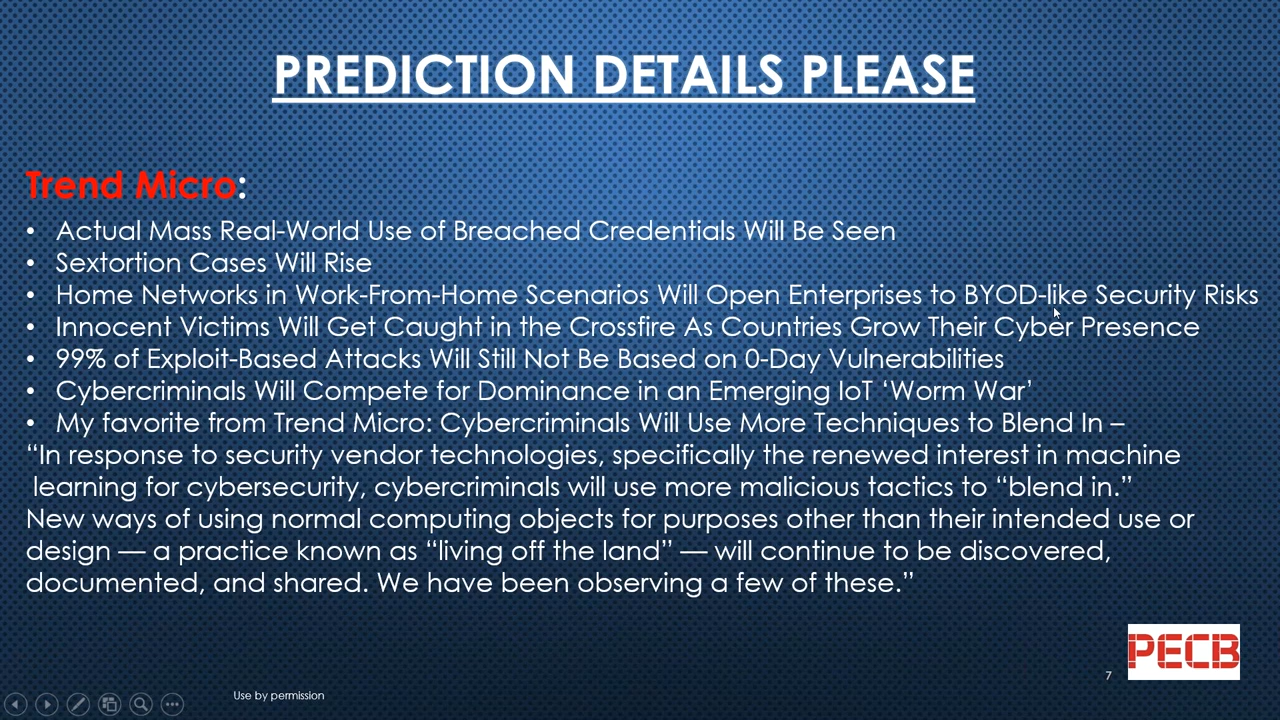 PREDICTION DETAILS PLEASE
Trend Micro:
• Actual Mass Real-World Use of Breached Credentials Will Be Seen
• Sextortion Cases Will Rise
• Home Networks in Work-From-Home Scenarios Will Open Enterprises to BYOD-like Security Risks
• Innocent Victims Will Get Caught in the Crossfire As Countries Grow Their Cyber Presence
• 99% of Exploit-Based Attacks Will Still Not Be Based on 0-Day Vulnerabilities
• Cybercriminals Will Compete for Dominance in an Emerging IoT ‘Worm War’
• My favorite from Trend Micro: Cybercriminals Will Use More Techniques to Blend In –
“In response to security vendor technologies, specifically the renewed interest in machine
learning for cybersecurity, cybercriminals will use more malicious tactics to “blend in.”
New ways of using normal computing objects for purposes other than their intended use or
design — a practice known as “living off the land” — will continue to be discovered,
documented, and shared. We have been observing a few of these.”
PECB
7
Use by permission